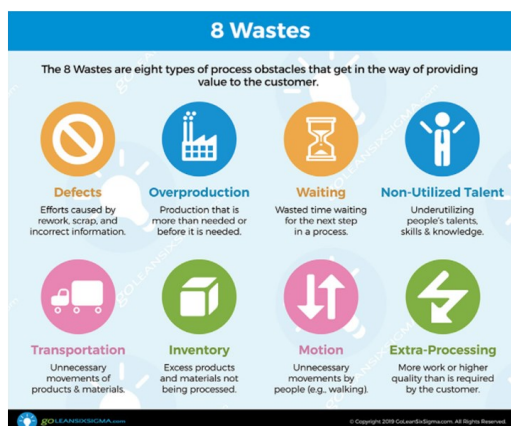 8 Wastes
The 8 Wastes are eight types of process obstacles that get in the way of providing
value to the customer.
Defects
Efforts caused by
rework, scrap, and
incorrect information.
Overproduction
Production that is
more than needed or
before it is needed.
Waiting
Wasted time waiting
for the next step
in a process.
Non-Utilized Talent
Underutilizing
people's talents,
skills & knowledge.
Transportation
Unnecessary
movements of
products & materials.
Inventory
Excess products
and materials not
being processed.
Motion
Unnecessary
movements by
people (e.g., walking).
Extra-Processing
More work or higher
quality than is required
by the customer.
goLEANSIXSIGMA.com
© Copyright 2019 GoLeanSixSigma.com. All Rights Reserved.